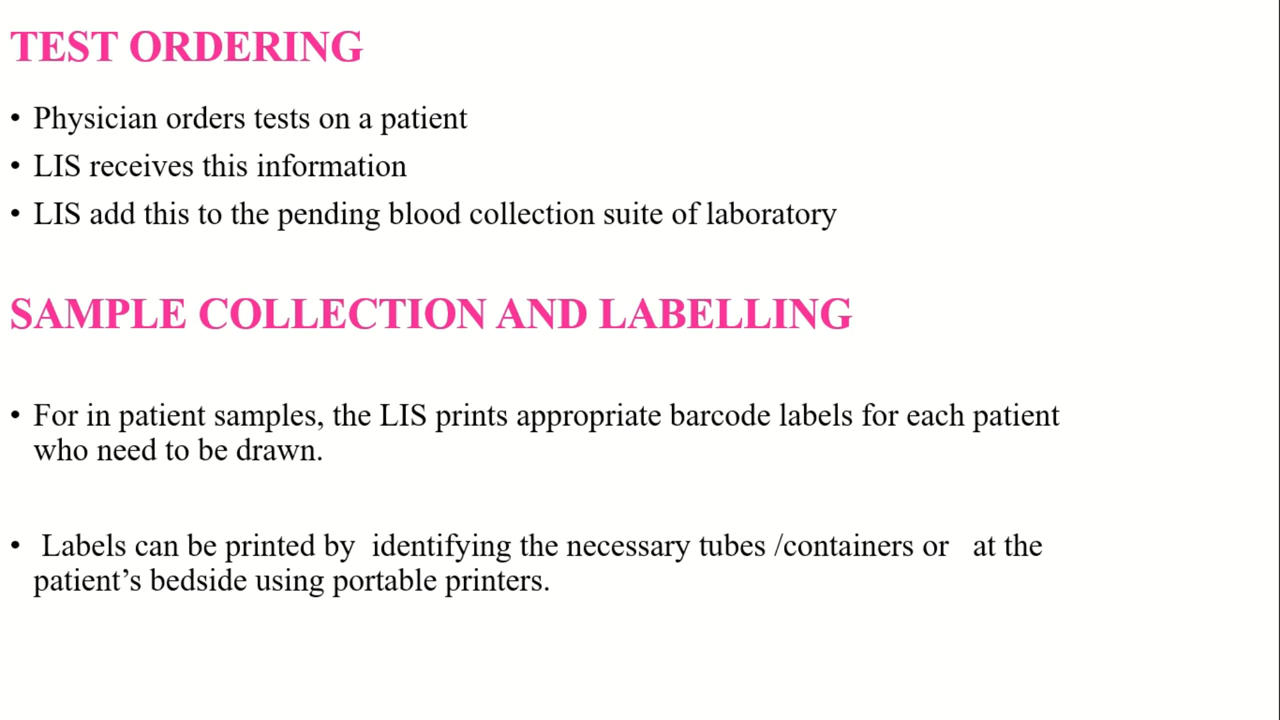 TEST ORDERING
• Physician orders tests on a patient
• LIS receives this information
• LIS add this to the pending blood collection suite of laboratory
SAMPLE COLLECTION AND LABELLING
• For in patient samples, the LIS prints appropriate barcode labels for each patient
who need to be drawn.
• Labels can be printed by identifying the necessary tubes /containers or at the
patient’s bedside using portable printers.